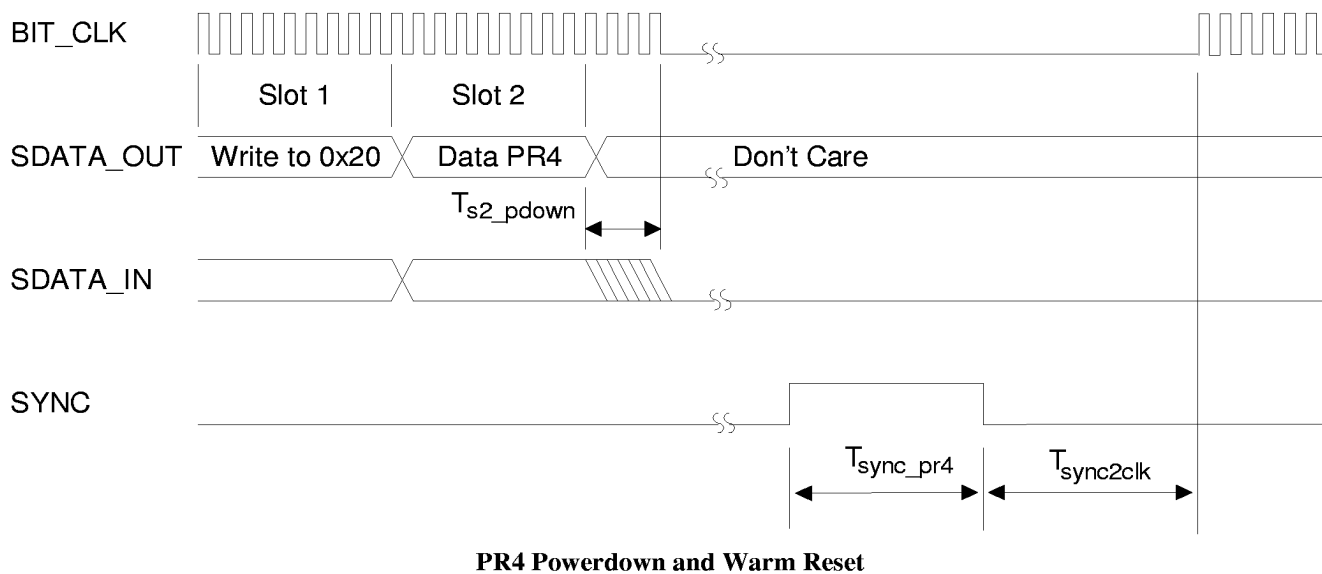 BIT_CLK
Slot 1 Slot 2
SDATA_OUT Write to 0x20 Data PR4 Don't Care
Ts2_pdown
SDATA_IN
SYNC
Tsync_pr4 Tsync2clk
PR4 Powerdown and Warm Reset